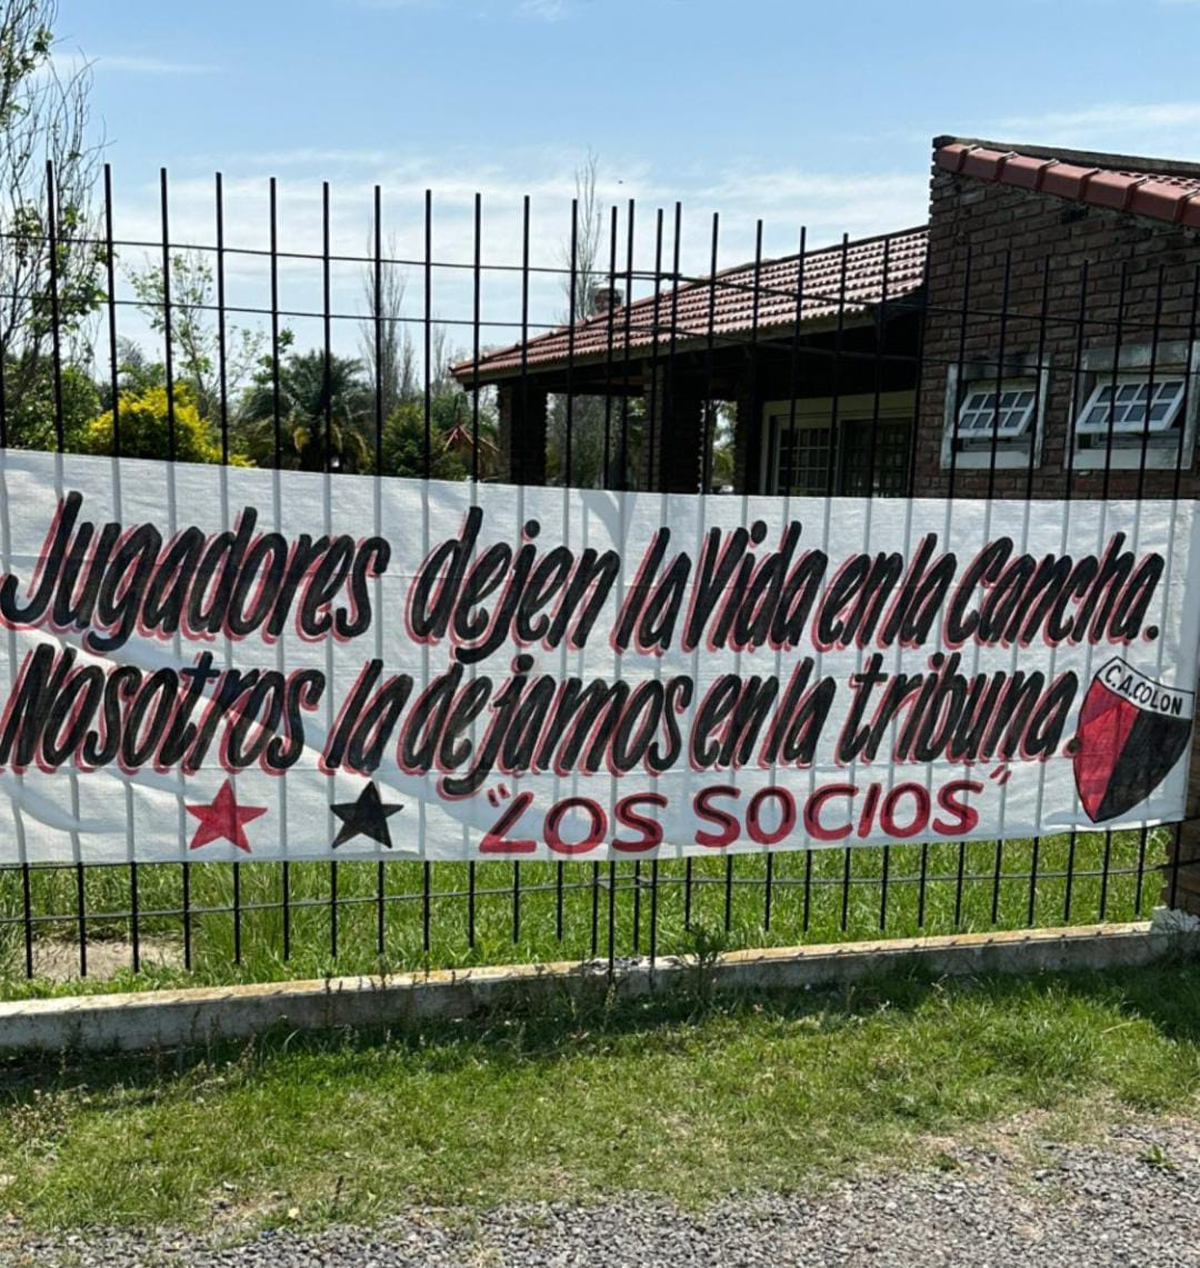 Jugadores dejen la Vida en la Cancha.
Nosotros la dejamos en la tribuna.
"LOS SOCIOS"
C.A.COLON